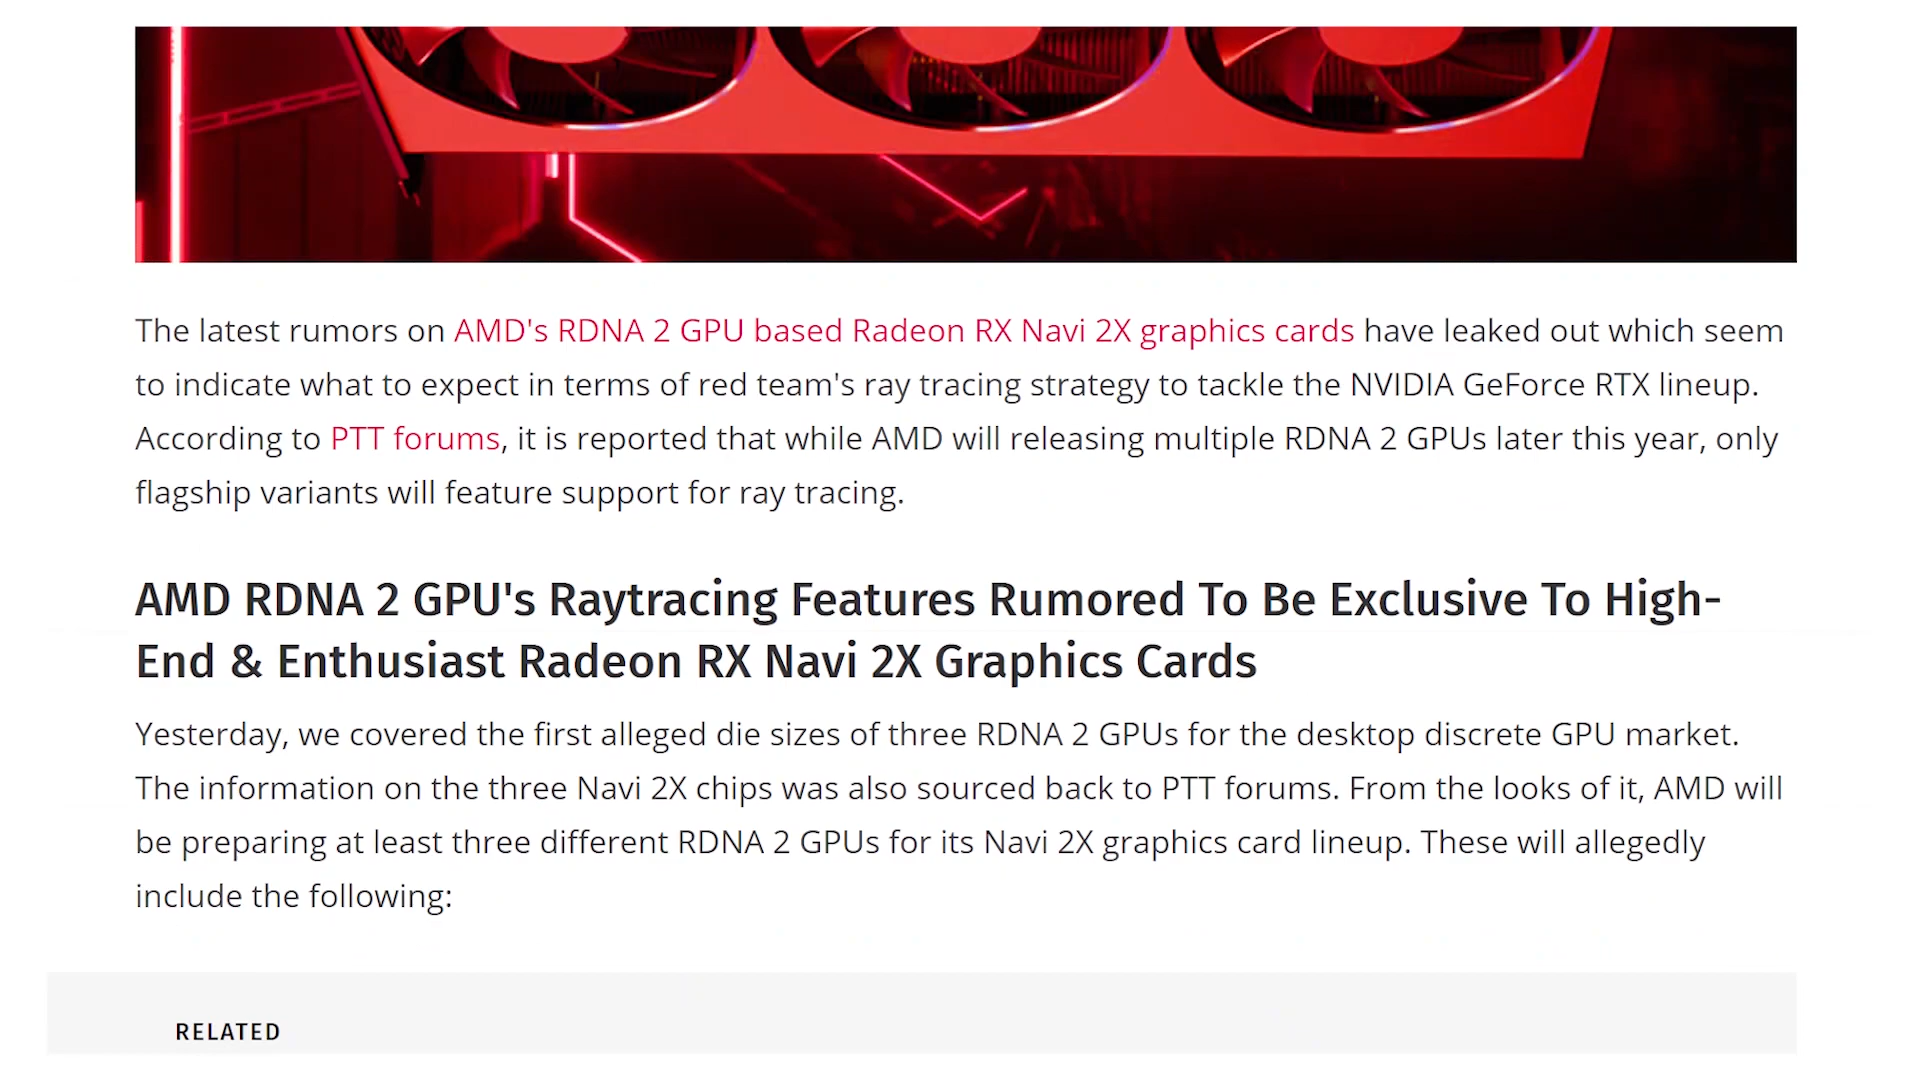 The latest rumors on AMD's RDNA 2 GPU based Radeon RX Navi 2X graphics cards have leaked out which seem
to indicate what to expect in terms of red team's ray tracing strategy to tackle the NVIDIA GeForce RTX lineup.
According to PTT forums, it is reported that while AMD will releasing multiple RDNA 2 GPUs later this year, only
flagship variants will feature support for ray tracing.
AMD RDNA 2 GPU's Raytracing Features Rumored To Be Exclusive To High-
End & Enthusiast Radeon RX Navi 2X Graphics Cards
Yesterday, we covered the first alleged die sizes of three RDNA 2 GPUs for the desktop discrete GPU market.
The information on the three Navi 2X chips was also sourced back to PTT forums. From the looks of it, AMD will
be preparing at least three different RDNA 2 GPUs for its Navi 2X graphics card lineup. These will allegedly
include the following:
RELATED